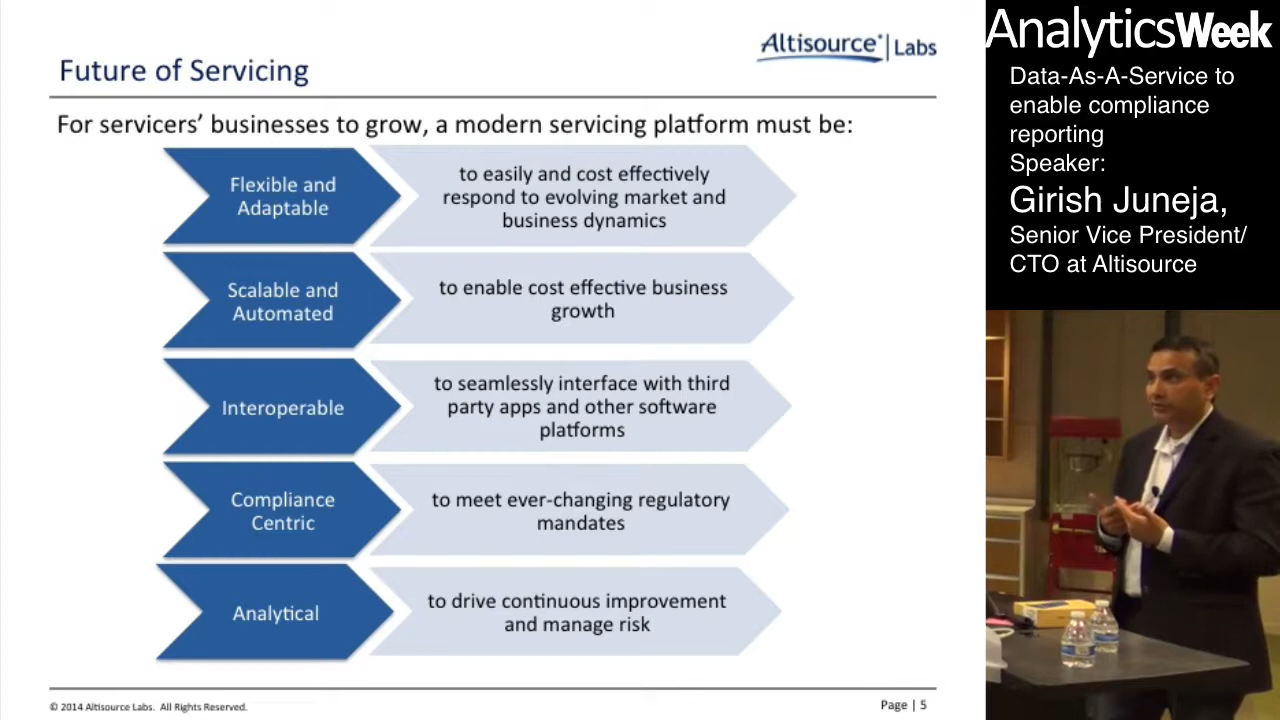 Altisource® | Labs
Future of Servicing
For servicers’ businesses to grow, a modern servicing platform must be:
Flexible and
Adaptable
to easily and cost effectively
respond to evolving market and
business dynamics
Scalable and
Automated
to enable cost effective business
growth
Interoperable
to seamlessly interface with third
party apps and other software
platforms
Compliance
Centric
to meet ever-changing regulatory
mandates
Analytical
to drive continuous improvement
and manage risk
© 2014 Altisource Labs. All Rights Reserved.
Page | 5
AnalyticsWeek
Data-As-A-Service to
enable compliance
reporting
Speaker:
Girish Juneja,
Senior Vice President/
CTO at Altisource